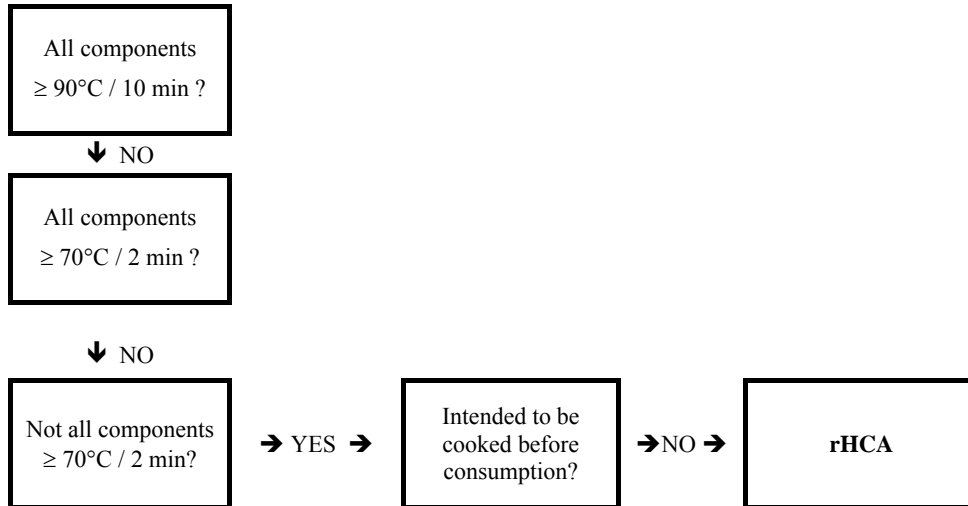 All components
≥ 90°C / 10 min ?
🡻 NO
All components
≥ 70°C / 2 min ?
🡻 NO
Not all components
≥ 70°C / 2 min?
➔ YES ➔
Intended to be
cooked before
consumption?
➔NO ➔
rHCA